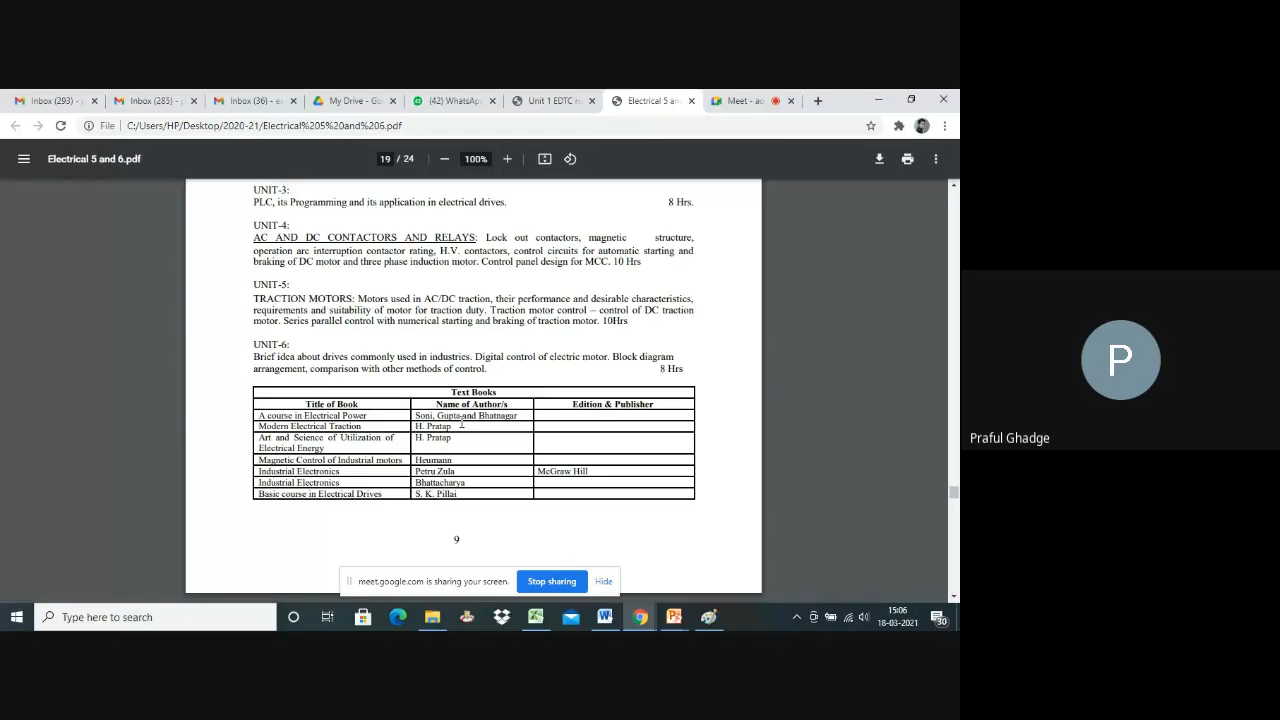 Inbox (293) -
Inbox (285) -
Inbox (36) -
My Drive - Go
(42) WhatsApp
Unit 1 EDTC n
Electrical 5 an
Meet - ad
File
C:/Users/HP/Desktop/2020-21/Electrical%205%20and%206.pdf
Electrical 5 and 6.pdf
19 / 24
100%
UNIT-3:
PLC, its Programming and its application in electrical drives. 8 Hrs.
UNIT-4:
AC AND DC CONTACTORS AND RELAYS: Lock out contactors, magnetic structure,
operation arc interruption contactor rating, H.V. contactors, control circuits for automatic starting and
braking of DC motor and three phase induction motor. Control panel design for MCC. 10 Hrs
UNIT-5:
TRACTION MOTORS: Motors used in AC/DC traction, their performance and desirable characteristics,
requirements and suitability of motor for traction duty. Traction motor control – control of DC traction
motor. Series parallel control with numerical starting and braking of traction motor. 10Hrs
UNIT-6:
Brief idea about drives commonly used in industries. Digital control of electric motor. Block diagram
arrangement, comparison with other methods of control. 8 Hrs
Text Books
Title of Book Name of Author/s Edition & Publisher
A course in Electrical Power Soni, Gupta and Bhatnagar
Modern Electrical Traction H. Pratap
Art and Science of Utilization of H. Pratap
Electrical Energy
Magnetic Control of Industrial motors Heumann
Industrial Electronics Petru Zula McGraw Hill
Industrial Electronics Bhattacharya
Basic course in Electrical Drives S. K. Pillai
9
meet.google.com is sharing your screen.
Stop sharing
Hide
Type here to search
15:06
18-03-2021
30
P
Praful Ghadge